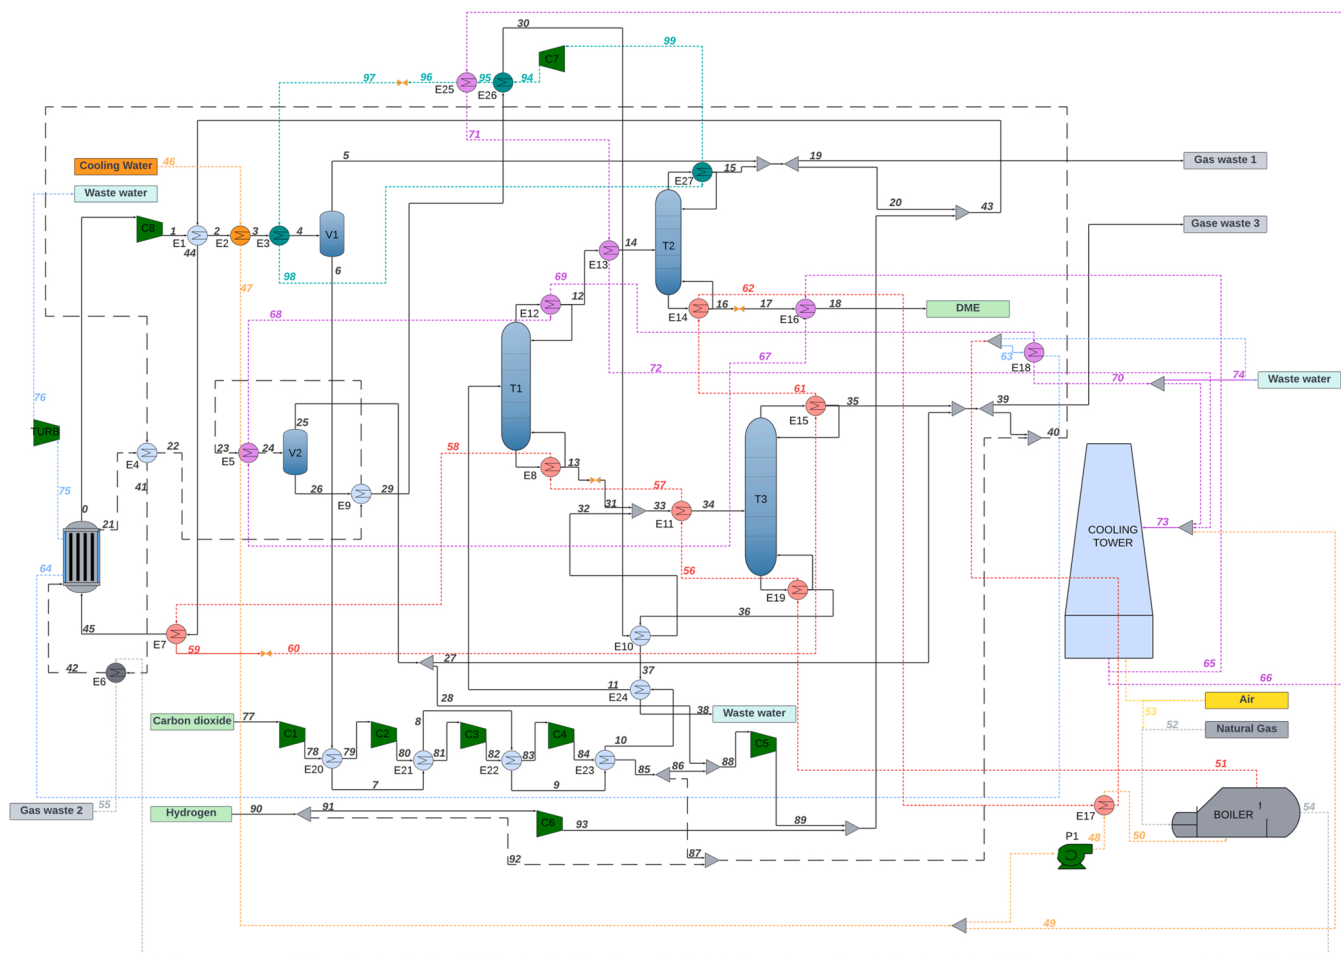 30
C7
99
97
96
E25
95
E26
94
71
Cooling Water
46
5
E27
15
19
Gas waste 1
Waste water
20
43
Gase waste 3
C8
1
E1
2
E2
3
E3
4
V1
44
T2
14
E13
6
98
69
12
E12
62
E14
16
17
E16
18
DME
47
68
67
63
E18
72
70
74
Waste water
76
T1
61
E15
35
39
40
25
TURB
E4
22
23
E5
24
V2
58
E8
13
41
75
26
E9
29
57
31
32
33
E11
34
T3
0
21
73
COOLING
TOWER
64
56
E19
36
45
E7
59
60
E10
27
37
65
66
42
E6
11
E24
28
38
Waste water
Air
53
52
Natural Gas
Carbon dioxide
77
C1
78
E20
79
C2
80
8
E21
81
C3
82
E22
83
C4
84
10
E23
85
86
88
C5
7
9
51
55
Gas waste 2
Hydrogen
90
91
C6
93
89
E17
54
BOILER
92
87
P1
48
50
49